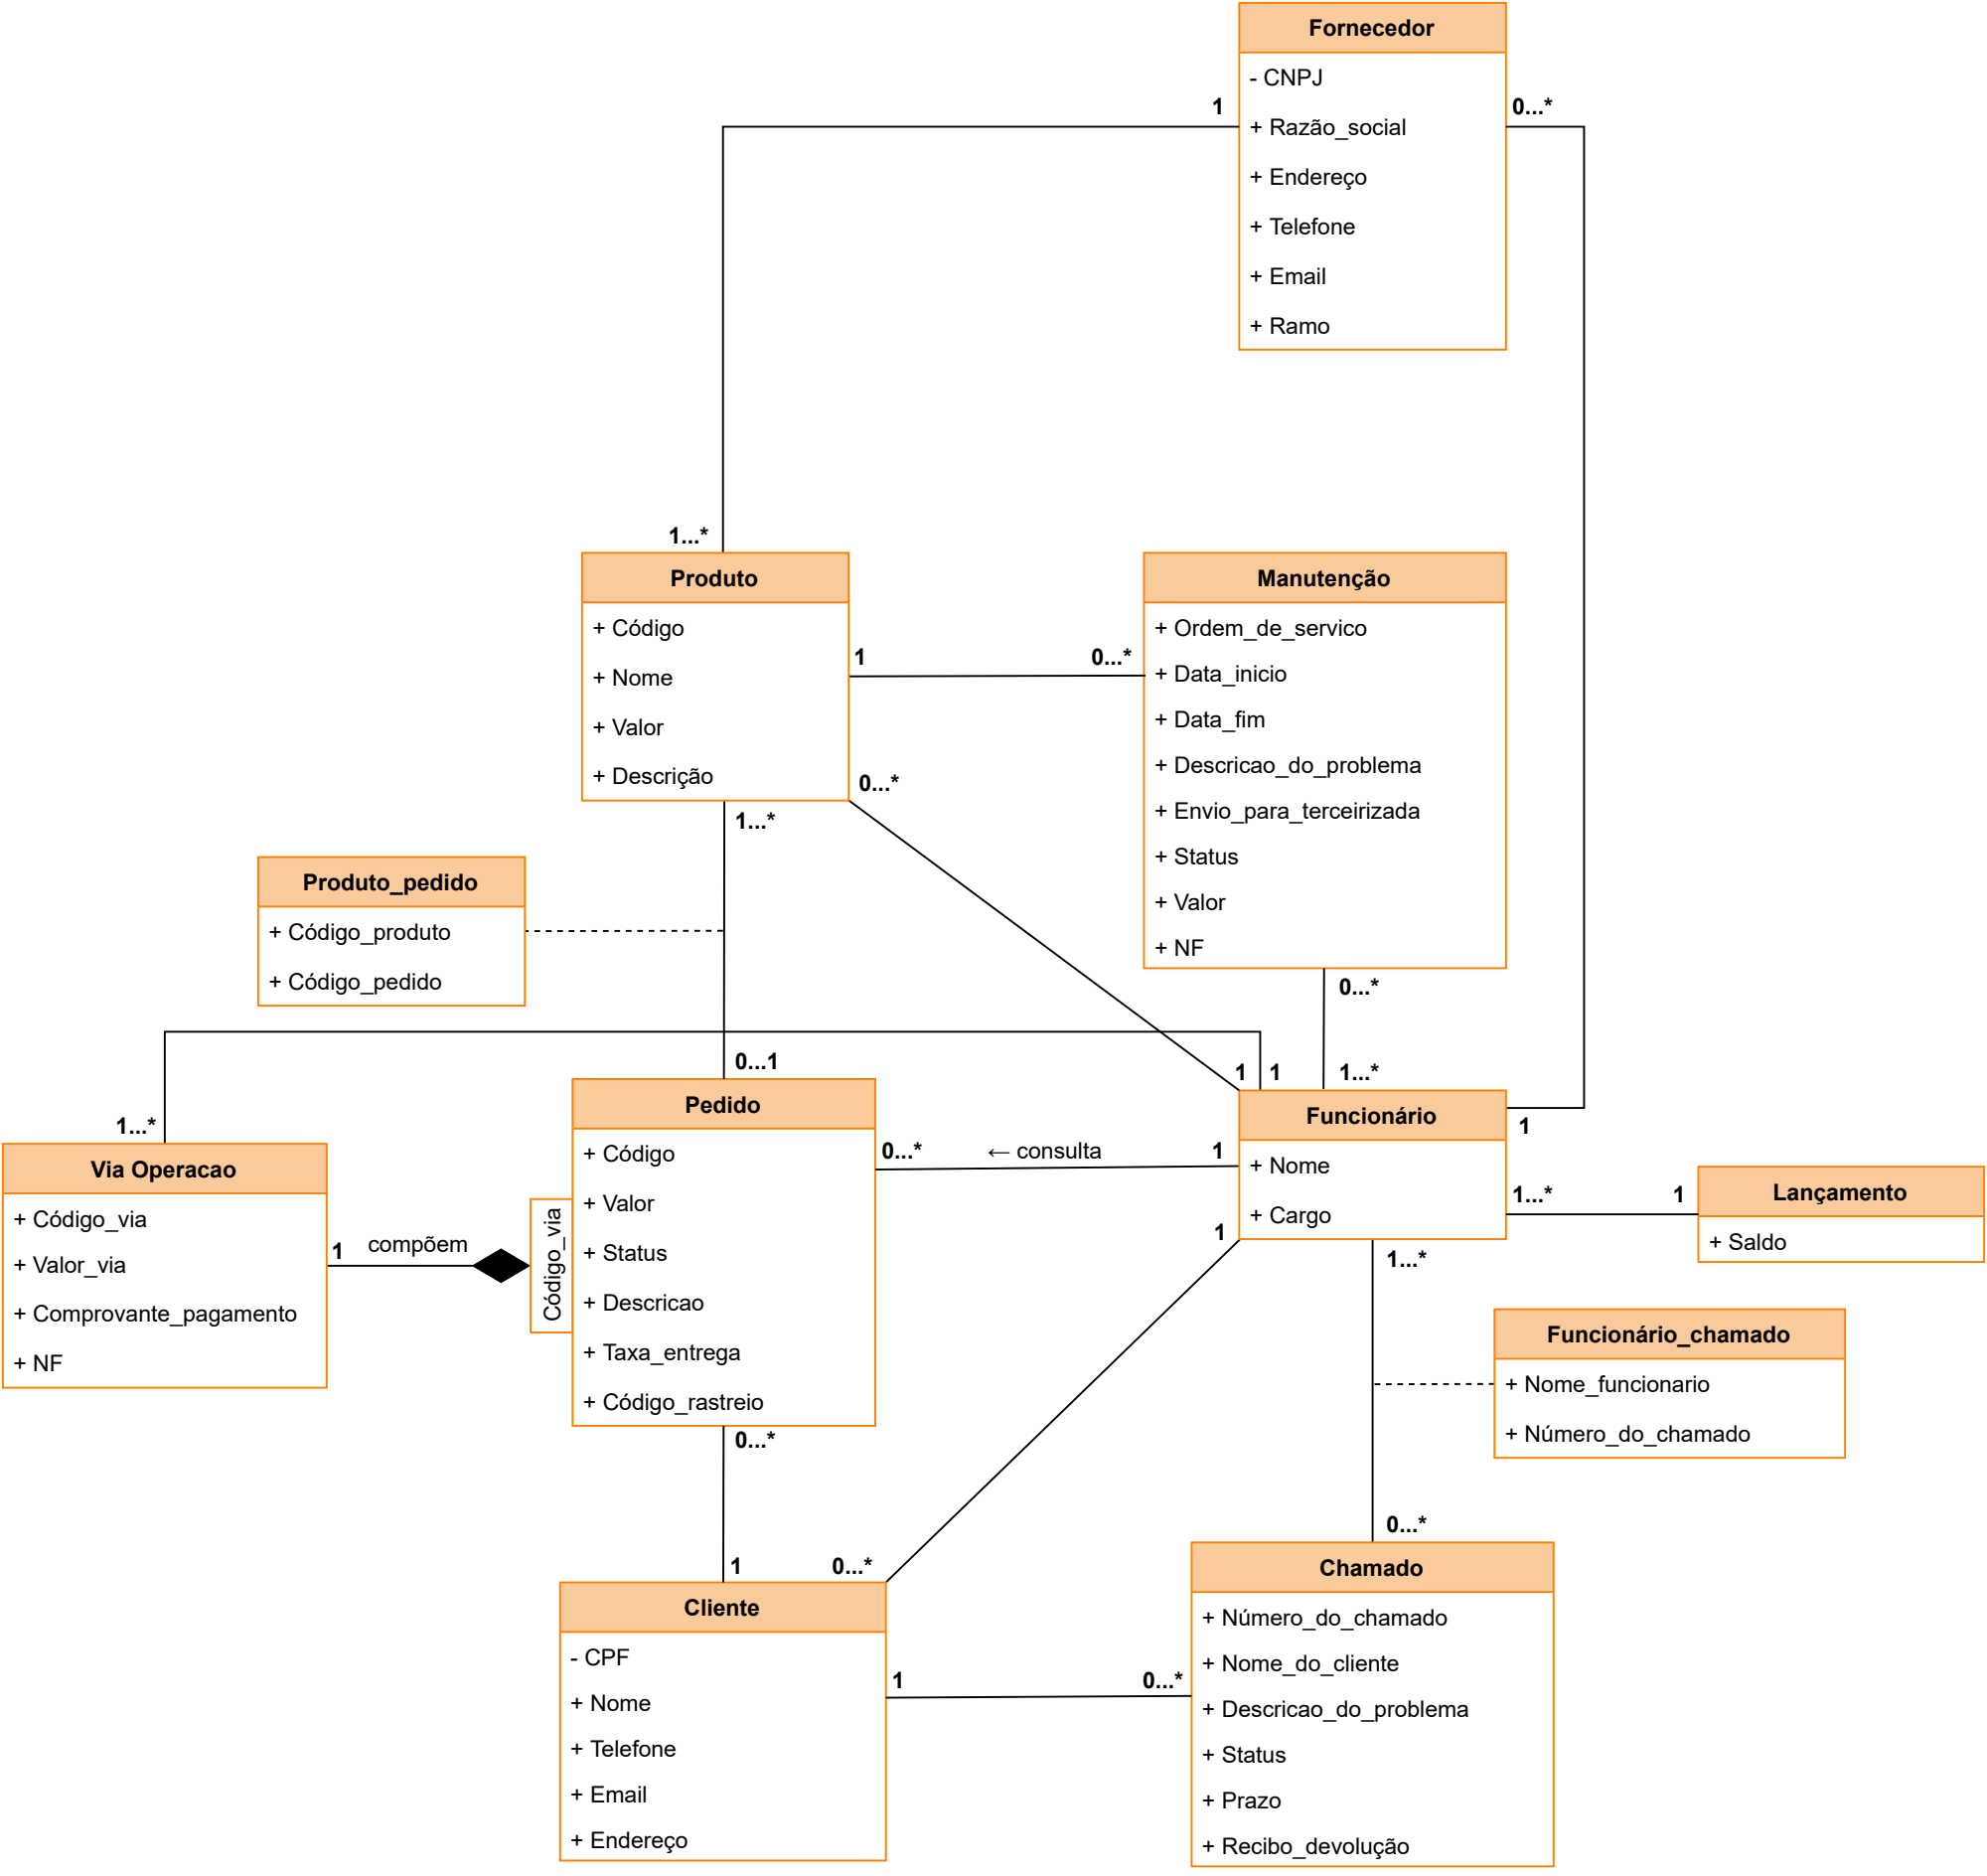 Fornecedor
- CNPJ
+ Razão_social
+ Endereço
+ Telefone
+ Email
+ Ramo
1
0...*
1...*
Produto
+ Código
+ Nome
+ Valor
+ Descrição
1
0...*
Manutenção
+ Ordem_de_servico
+ Data_inicio
+ Data_fim
+ Descricao_do_problema
+ Envio_para_terceirizada
+ Status
+ Valor
+ NF
0...*
1...*
Produto_pedido
+ Código_produto
+ Código_pedido
0...*
1...*
0...1
1
1
1...*
1
1...*
Via Operacao
+ Código_via
+ Valor_via
+ Comprovante_pagamento
+ NF
1
compõem
Código_via
Pedido
+ Código
+ Valor
+ Status
+ Descricao
+ Taxa_entrega
+ Código_rastreio
0...*
← consulta
1
Funcionário
+ Nome
+ Cargo
1...*
1
Lançamento
+ Saldo
1
1...*
Funcionário_chamado
+ Nome_funcionario
+ Número_do_chamado
0...*
1
0...*
0...*
Cliente
- CPF
+ Nome
+ Telefone
+ Email
+ Endereço
1
0...*
Chamado
+ Número_do_chamado
+ Nome_do_cliente
+ Descricao_do_problema
+ Status
+ Prazo
+ Recibo_devolução